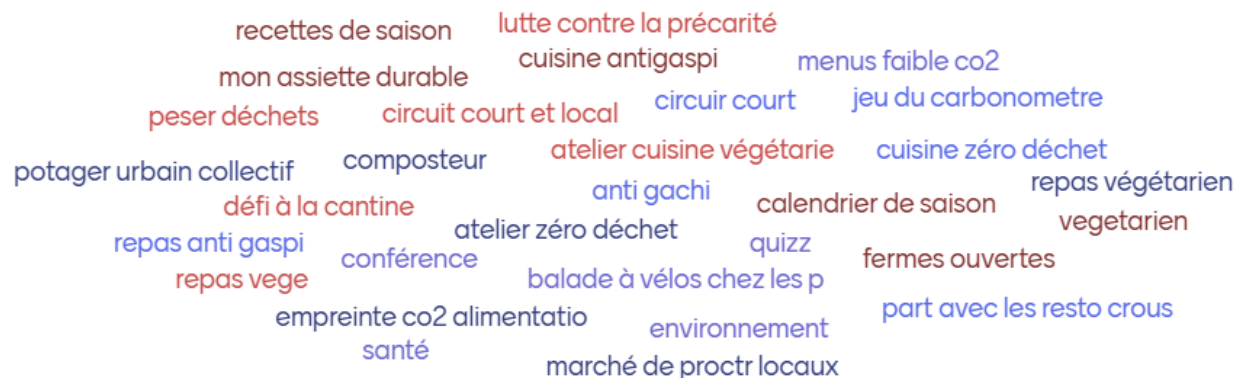 recettes de saison
lutte contre la précarité
cuisine antigaspi
menus faible co2
mon assiette durable
peser déchets
circuit court et local
circuir court
jeu du carbonometre
potager urbain collectif
composteur
atelier cuisine végétarie
cuisine zéro déchet
repas végétarien
défi à la cantine
anti gachi
calendrier de saison
vegetarien
repas anti gaspi
conférence
atelier zéro déchet
quizz
fermes ouvertes
repas vege
balade à vélos chez les p
empreinte co2 alimentatio
environnement
part avec les resto crous
santé
marché de proctr locaux